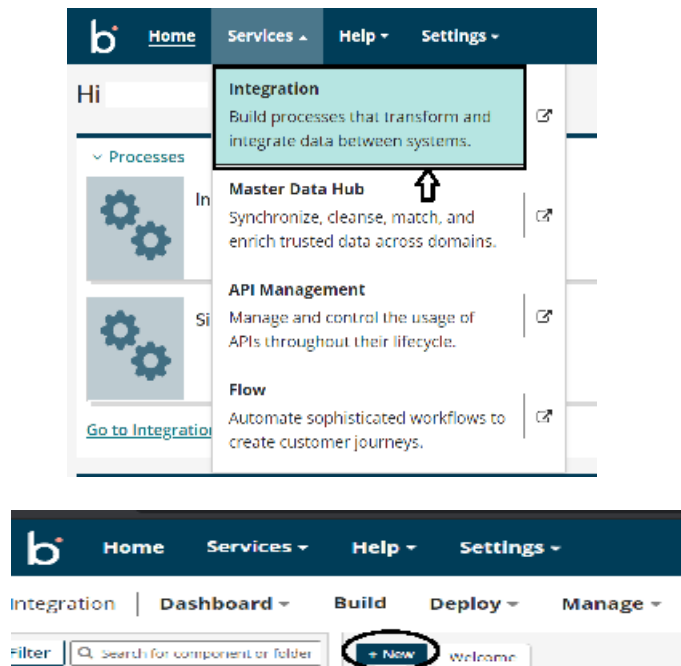 b Home Services Help Settings
Hi
Integration
Build processes that transform and
integrate data between systems.
Processes
In
Master Data Hub
Synchronize, cleanse, match, and
enrich trusted data across domains.
API Management
Si
Manage and control the usage of
APIs throughout their lifecycle.
Flow
Automate sophisticated workflows to
create customer journeys.
Go to Integratio
b Home Services Help Settings
Integration Dashboard Build Deploy Manage
Filter Search for component or folder + New Welcome